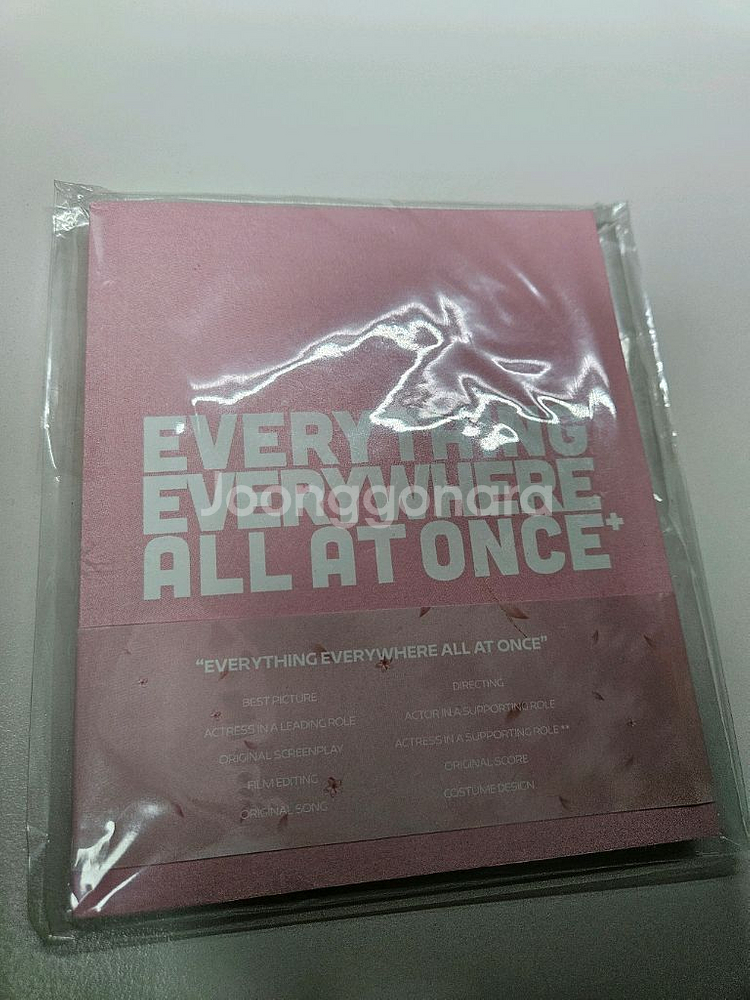 EVERYTHING
EVERYWHERE
ALL AT ONCE+
Joonggonara
“EVERYTHING EVERYWHERE ALL AT ONCE”
BEST PICTURE
ACTRESS IN A LEADING ROLE
ORIGINAL SCREENPLAY
FILM EDITING
ORIGINAL SONG
DIRECTING
ACTOR IN A SUPPORTING ROLE
ACTRESS IN A SUPPORTING ROLE **
ORIGINAL SCORE
COSTUME DESIGN